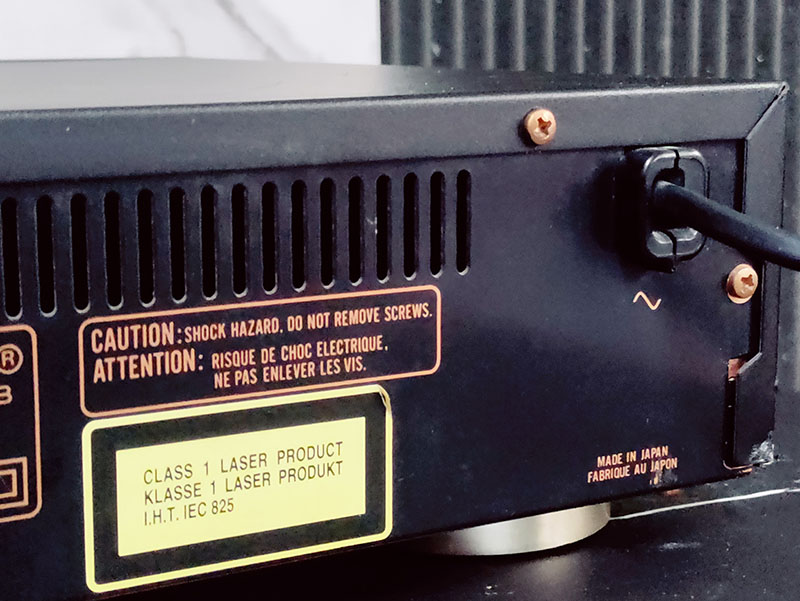 CAUTION: SHOCK HAZARD. DO NOT REMOVE SCREWS.
ATTENTION: RISQUE DE CHOC ELECTRIQUE,
NE PAS ENLEVER LES VIS.
®
B
CLASS 1 LASER PRODUCT
KLASSE 1 LASER PRODUKT
I.H.T. IEC 825
~
MADE IN JAPAN
FABRIQUE AU JAPON